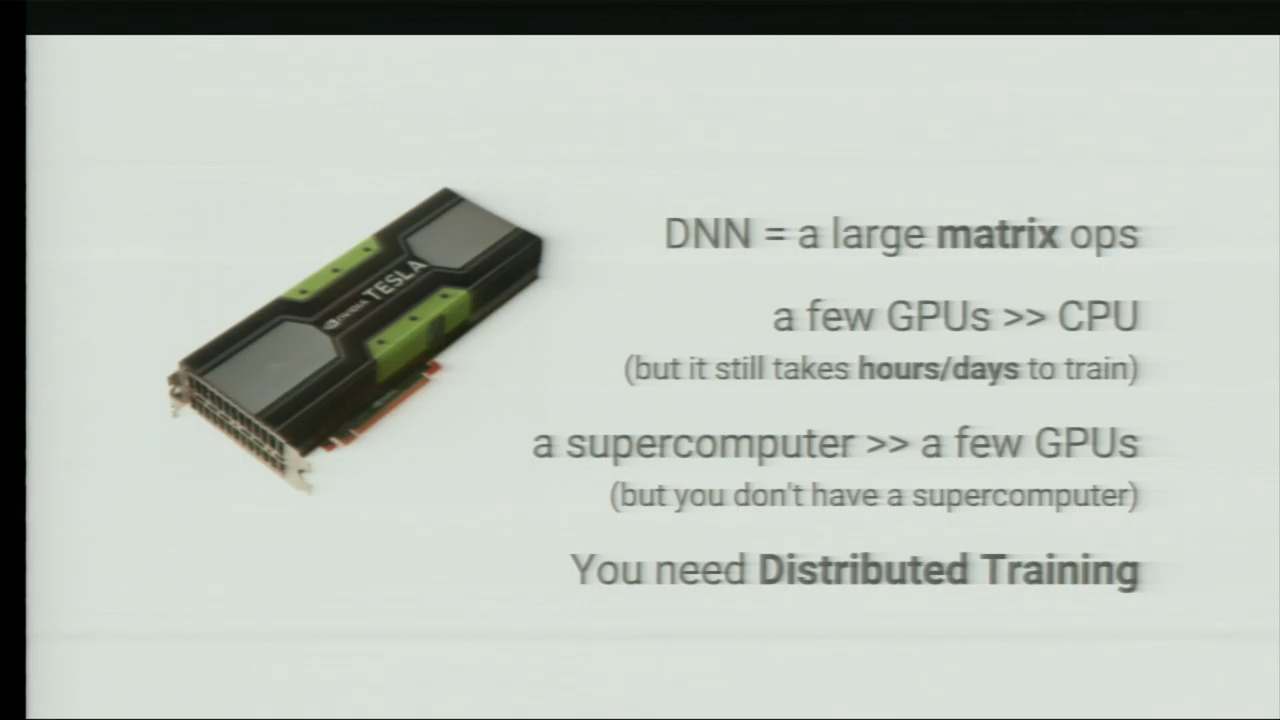 NVIDIA TESLA
DNN = a large matrix ops
a few GPUs >> CPU
(but it still takes hours/days to train)
a supercomputer >> a few GPUs
(but you don't have a supercomputer)
You need Distributed Training